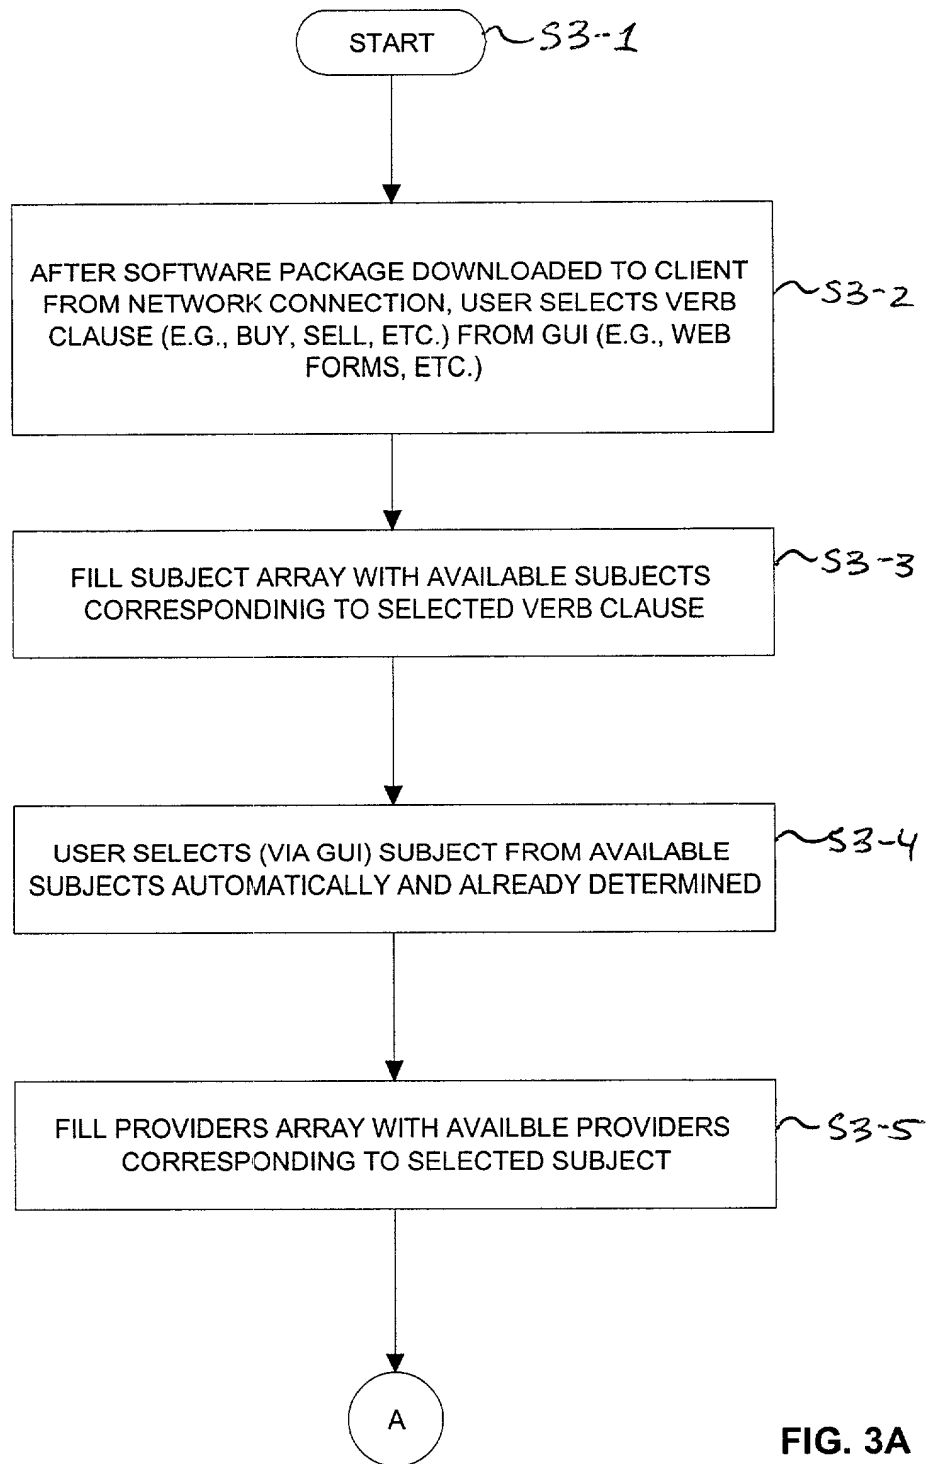 START
S3-1
AFTER SOFTWARE PACKAGE DOWNLOADED TO CLIENT
FROM NETWORK CONNECTION, USER SELECTS VERB
CLAUSE (E.G., BUY, SELL, ETC.) FROM GUI (E.G., WEB
FORMS, ETC.)
S3-2
FILL SUBJECT ARRAY WITH AVAILABLE SUBJECTS
CORRESPONDINIG TO SELECTED VERB CLAUSE
S3-3
USER SELECTS (VIA GUI) SUBJECT FROM AVAILABLE
SUBJECTS AUTOMATICALLY AND ALREADY DETERMINED
S3-4
FILL PROVIDERS ARRAY WITH AVAILBLE PROVIDERS
CORRESPONDING TO SELECTED SUBJECT
S3-5
A
FIG. 3A